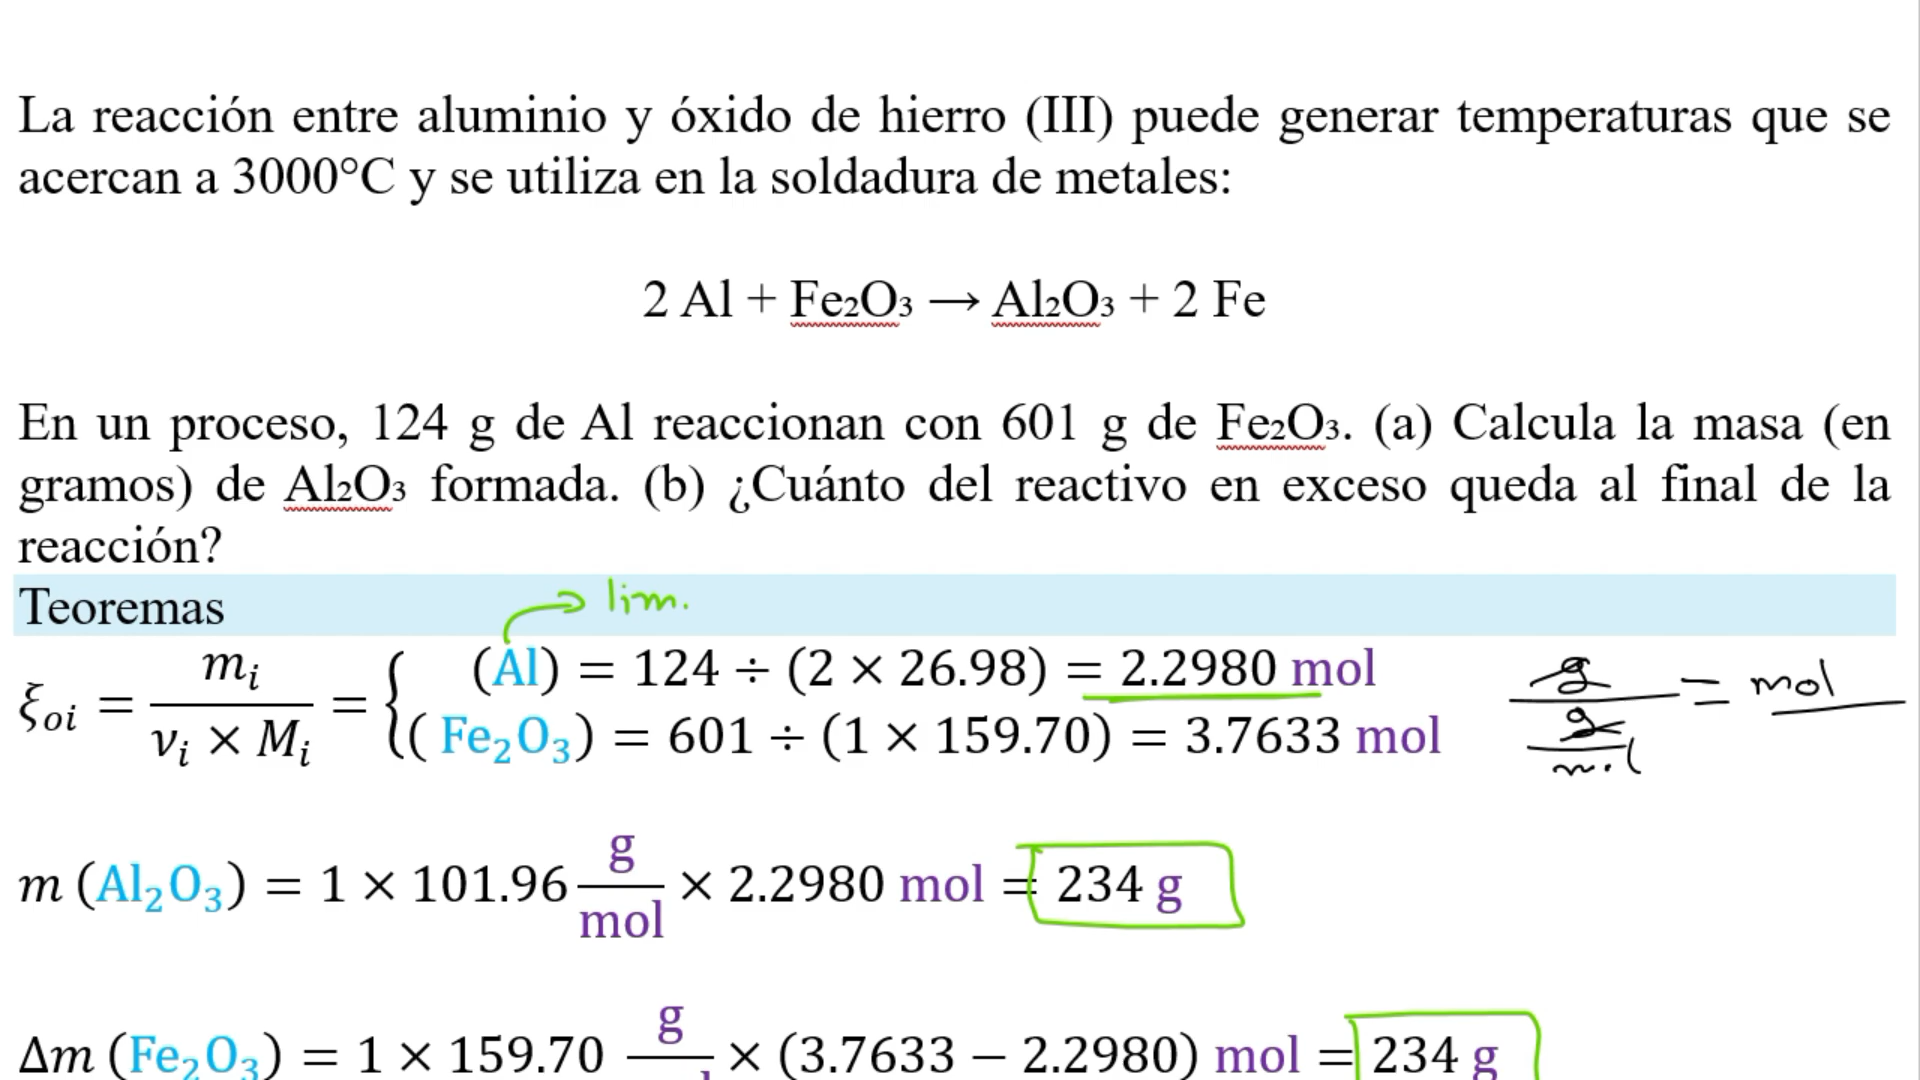 La reacción entre aluminio y óxido de hierro (III) puede generar temperaturas que se
acercan a 3000°C y se utiliza en la soldadura de metales:
2 Al + Fe₂O₃ → Al₂O₃ + 2 Fe
En un proceso, 124 g de Al reaccionan con 601 g de Fe₂O₃. (a) Calcula la masa (en
gramos) de Al₂O₃ formada. (b) ¿Cuánto del reactivo en exceso queda al final de la
reacción?
Teoremas
lim.
ξₒᵢ = mᵢ / (νᵢ × Mᵢ) = { (Al) = 124 ÷ (2 × 26.98) = 2.2980 mol
(Fe₂O₃) = 601 ÷ (1 × 159.70) = 3.7633 mol
g / (g / mol) = mol
m (Al₂O₃) = 1 × 101.96 g/mol × 2.2980 mol = 234 g
Δm (Fe₂O₃) = 1 × 159.70 g × (3.7633 − 2.2980) mol = 234 g